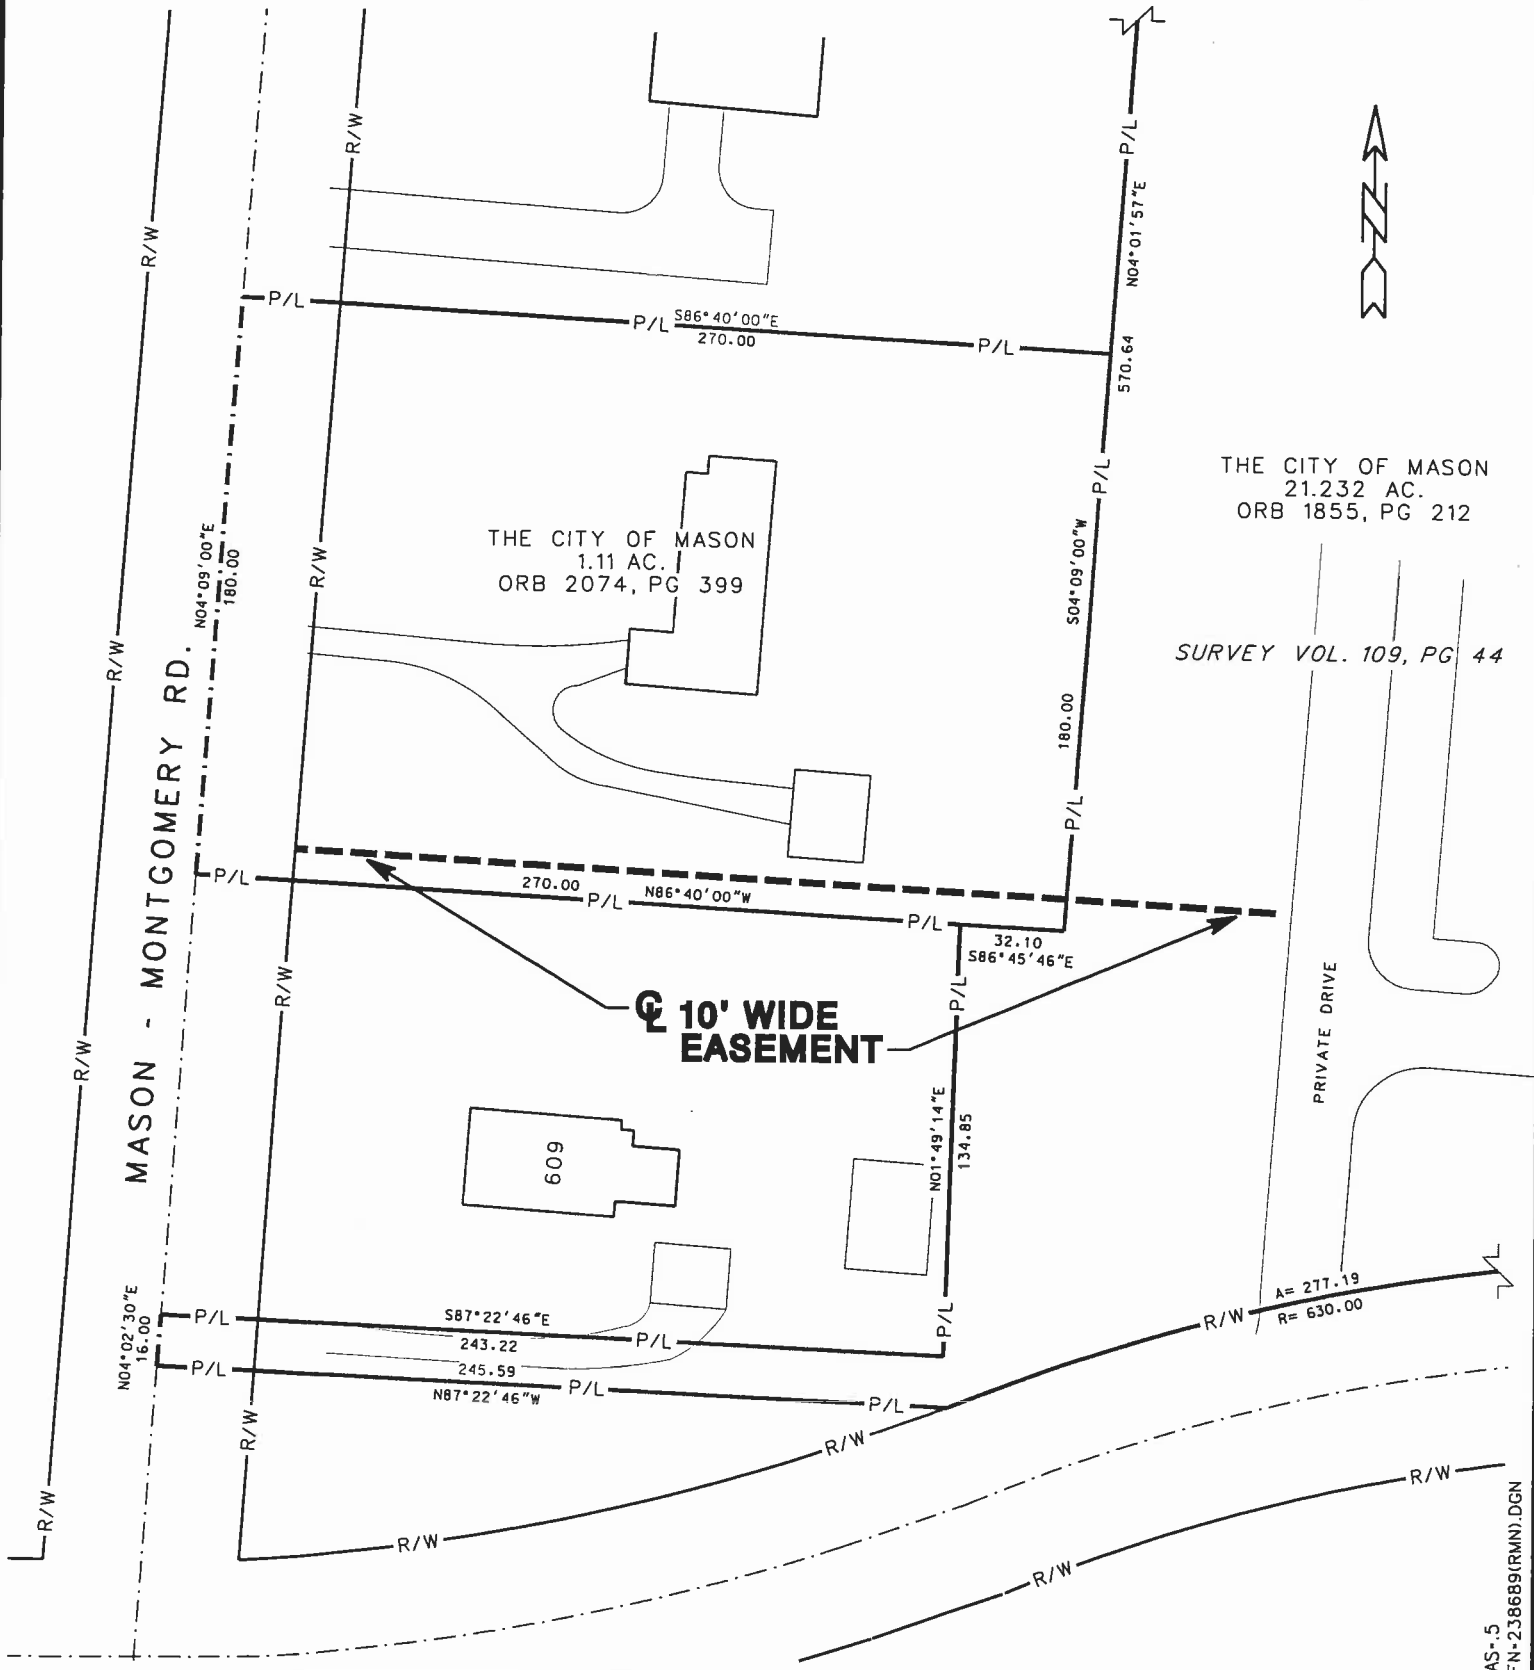 R/W
R/W
P/L
N04°01'57"E
570.64
N
P/L
P/L
S86°40'00"E
270.00
P/L
THE CITY OF MASON
21.232 AC.
ORB 1855, PG 212
P/L
N04°09'00"E
180.00
R/W
THE CITY OF MASON
1.11 AC.
ORB 2074, PG 399
S04°09'00"W
180.00
SURVEY VOL. 109, PG 44
R/W
MASON - MONTGOMERY RD.
P/L
P/L
270.00
P/L
N86°40'00"W
P/L
32.10
S86°45'46"E
R/W
P/L
℄ 10' WIDE
EASEMENT
PRIVATE DRIVE
R/W
N01°49'14"E
134.85
609
N04°02'30"E
16.00
P/L
S87°22'46"E
243.22
P/L
P/L
A= 277.19
R= 630.00
R/W
P/L
245.59
N87°22'46"W
P/L
P/L
R/W
R/W
R/W
R/W
R/W
R/W
AS-.5
FN-238689(RMN).DGN